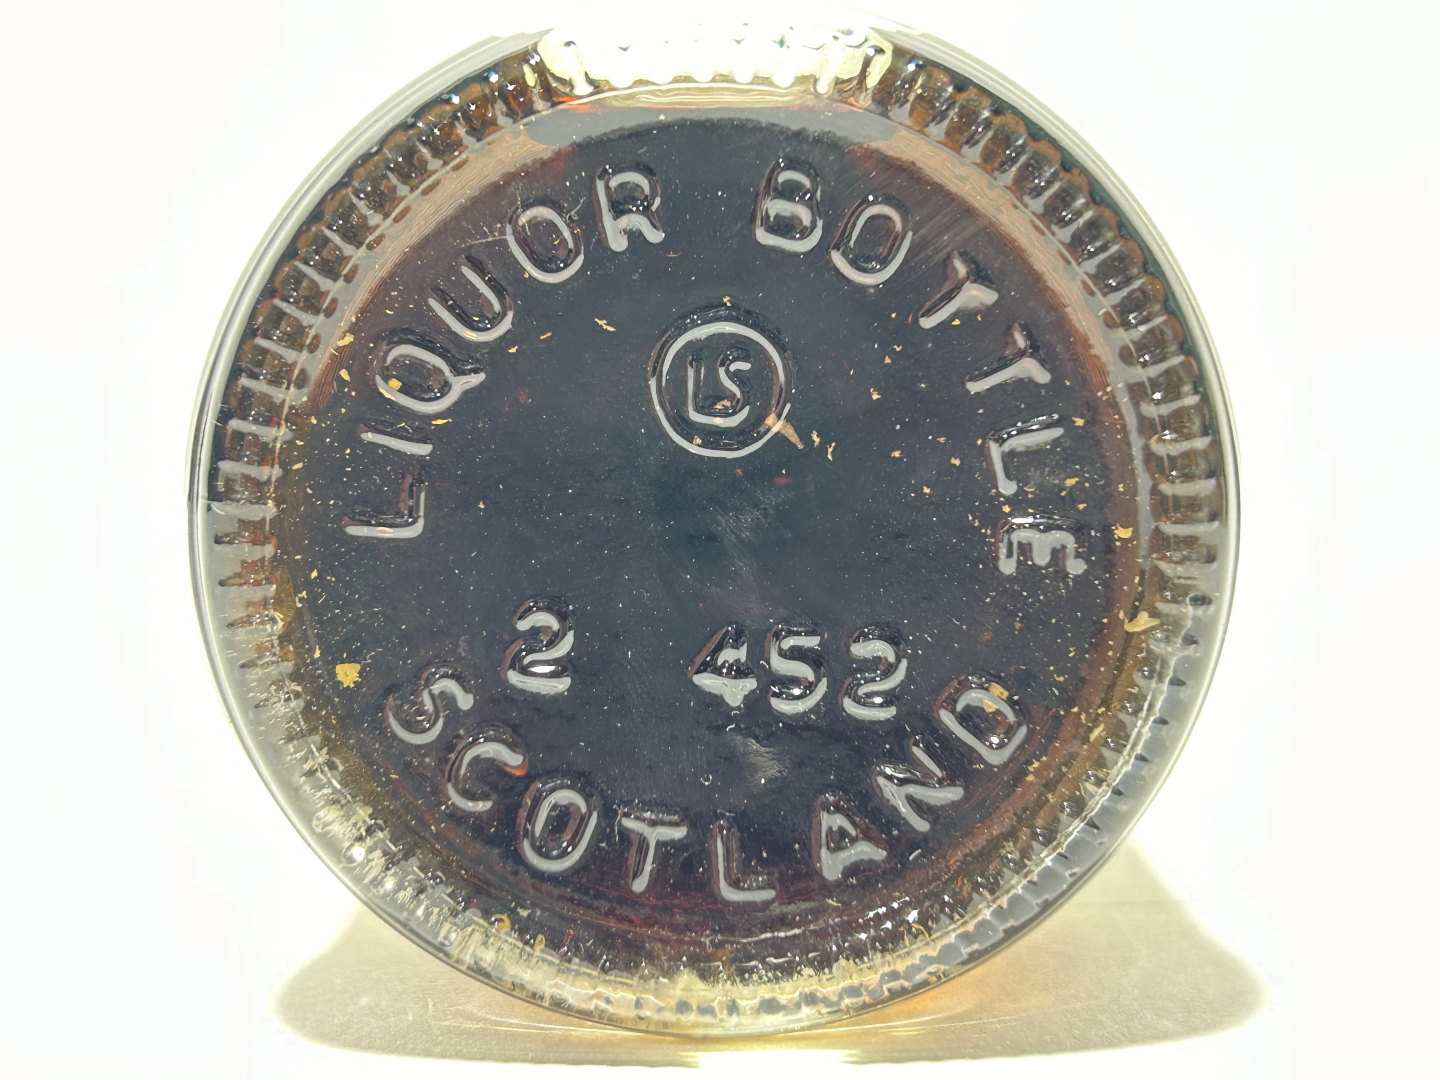 LIQUOR BOTTLE
LS
2 452
SCOTLAND